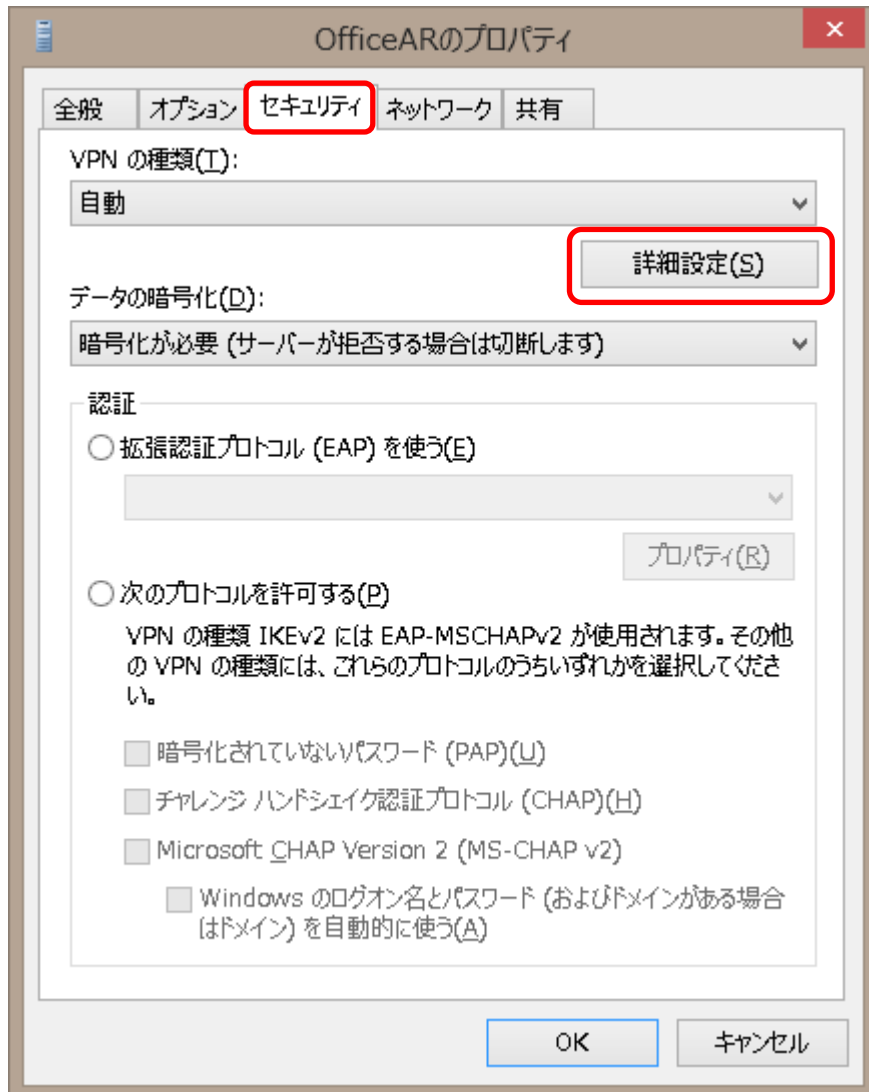 OfficeARのプロパティ
全般 オプション セキュリティ ネットワーク 共有
VPN の種類(T):
自動
詳細設定(S)
データの暗号化(D):
暗号化が必要 (サーバーが拒否する場合は切断します)
認証
拡張認証プロトコル (EAP) を使う(E)
プロパティ(R)
次のプロトコルを許可する(P)
VPN の種類 IKEv2 には EAP-MSCHAPv2 が使用されます。その他
の VPN の種類には、これらのプロトコルのうちいずれかを選択してくださ
い。
暗号化されていないパスワード (PAP)(U)
チャレンジ ハンドシェイク認証プロトコル (CHAP)(H)
Microsoft CHAP Version 2 (MS-CHAP v2)
Windows のログオン名とパスワード (およびドメインがある場合
はドメイン) を自動的に使う(A)
OK キャンセル